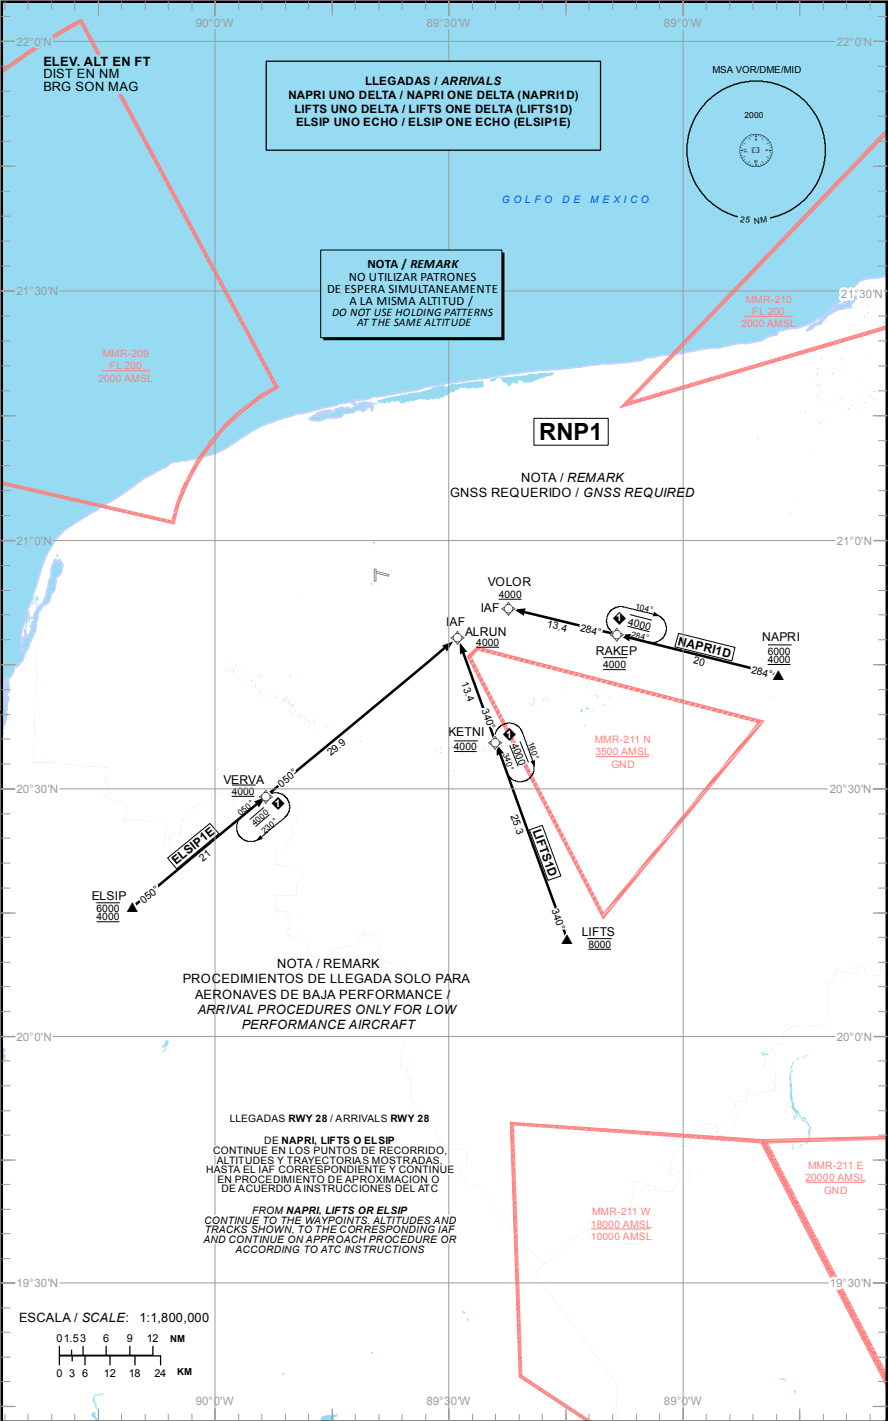 90°0'W
89°30'W
89°0'W
22°0'N
22°0'N
ELEV. ALT EN FT
DIST EN NM
BRG SON MAG
LLEGADAS / ARRIVALS
NAPRI UNO DELTA / NAPRI ONE DELTA (NAPRI1D)
LIFTS UNO DELTA / LIFTS ONE DELTA (LIFTS1D)
ELSIP UNO ECHO / ELSIP ONE ECHO (ELSIP1E)
MSA VOR/DME/MID
2000
25 NM
GOLFO DE MEXICO
NOTA / REMARK
NO UTILIZAR PATRONES
DE ESPERA SIMULTANEAMENTE
A LA MISMA ALTITUD /
DO NOT USE HOLDING PATTERNS
AT THE SAME ALTITUDE
21°30'N
21°30'N
MMR-210
FL 200
2000 AMSL
MMR-209
FL 200
2000 AMSL
RNP1
NOTA / REMARK
GNSS REQUERIDO / GNSS REQUIRED
21°0'N
21°0'N
VOLOR
4000
IAF
13.4
284°
104°
1
4000
284°
RAKEP
4000
NAPRI1D
20
284°
NAPRI
6000
4000
IAF
ALRUN
4000
13.4
340°
KETNI
4000
1
4000
160°
340°
MMR-211 N
3500 AMSL
GND
29.9
050°
VERVA
4000
050°
4000
2
230°
20°30'N
20°30'N
ELSIP1E
21
050°
ELSIP
6000
4000
25.3
LIFTS1D
340°
LIFTS
8000
NOTA / REMARK
PROCEDIMIENTOS DE LLEGADA SOLO PARA
AERONAVES DE BAJA PERFORMANCE /
ARRIVAL PROCEDURES ONLY FOR LOW
PERFORMANCE AIRCRAFT
20°0'N
20°0'N
LLEGADAS RWY 28 / ARRIVALS RWY 28
DE NAPRI, LIFTS O ELSIP
CONTINUE EN LOS PUNTOS DE RECORRIDO,
ALTITUDES Y TRAYECTORIAS MOSTRADAS,
HASTA EL IAF CORRESPONDIENTE Y CONTINUE
EN PROCEDIMIENTO DE APROXIMACION O
DE ACUERDO A INSTRUCCIONES DEL ATC
FROM NAPRI, LIFTS OR ELSIP
CONTINUE TO THE WAYPOINTS, ALTITUDES AND
TRACKS SHOWN, TO THE CORRESPONDING IAF
AND CONTINUE ON APPROACH PROCEDURE OR
ACCORDING TO ATC INSTRUCTIONS
MMR-211 E
20000 AMSL
GND
MMR-211 W
18000 AMSL
10000 AMSL
19°30'N
19°30'N
ESCALA / SCALE: 1:1,800,000
0 1.5 3 6 9 12 NM
0 3 6 12 18 24 KM
90°0'W
89°30'W
89°0'W